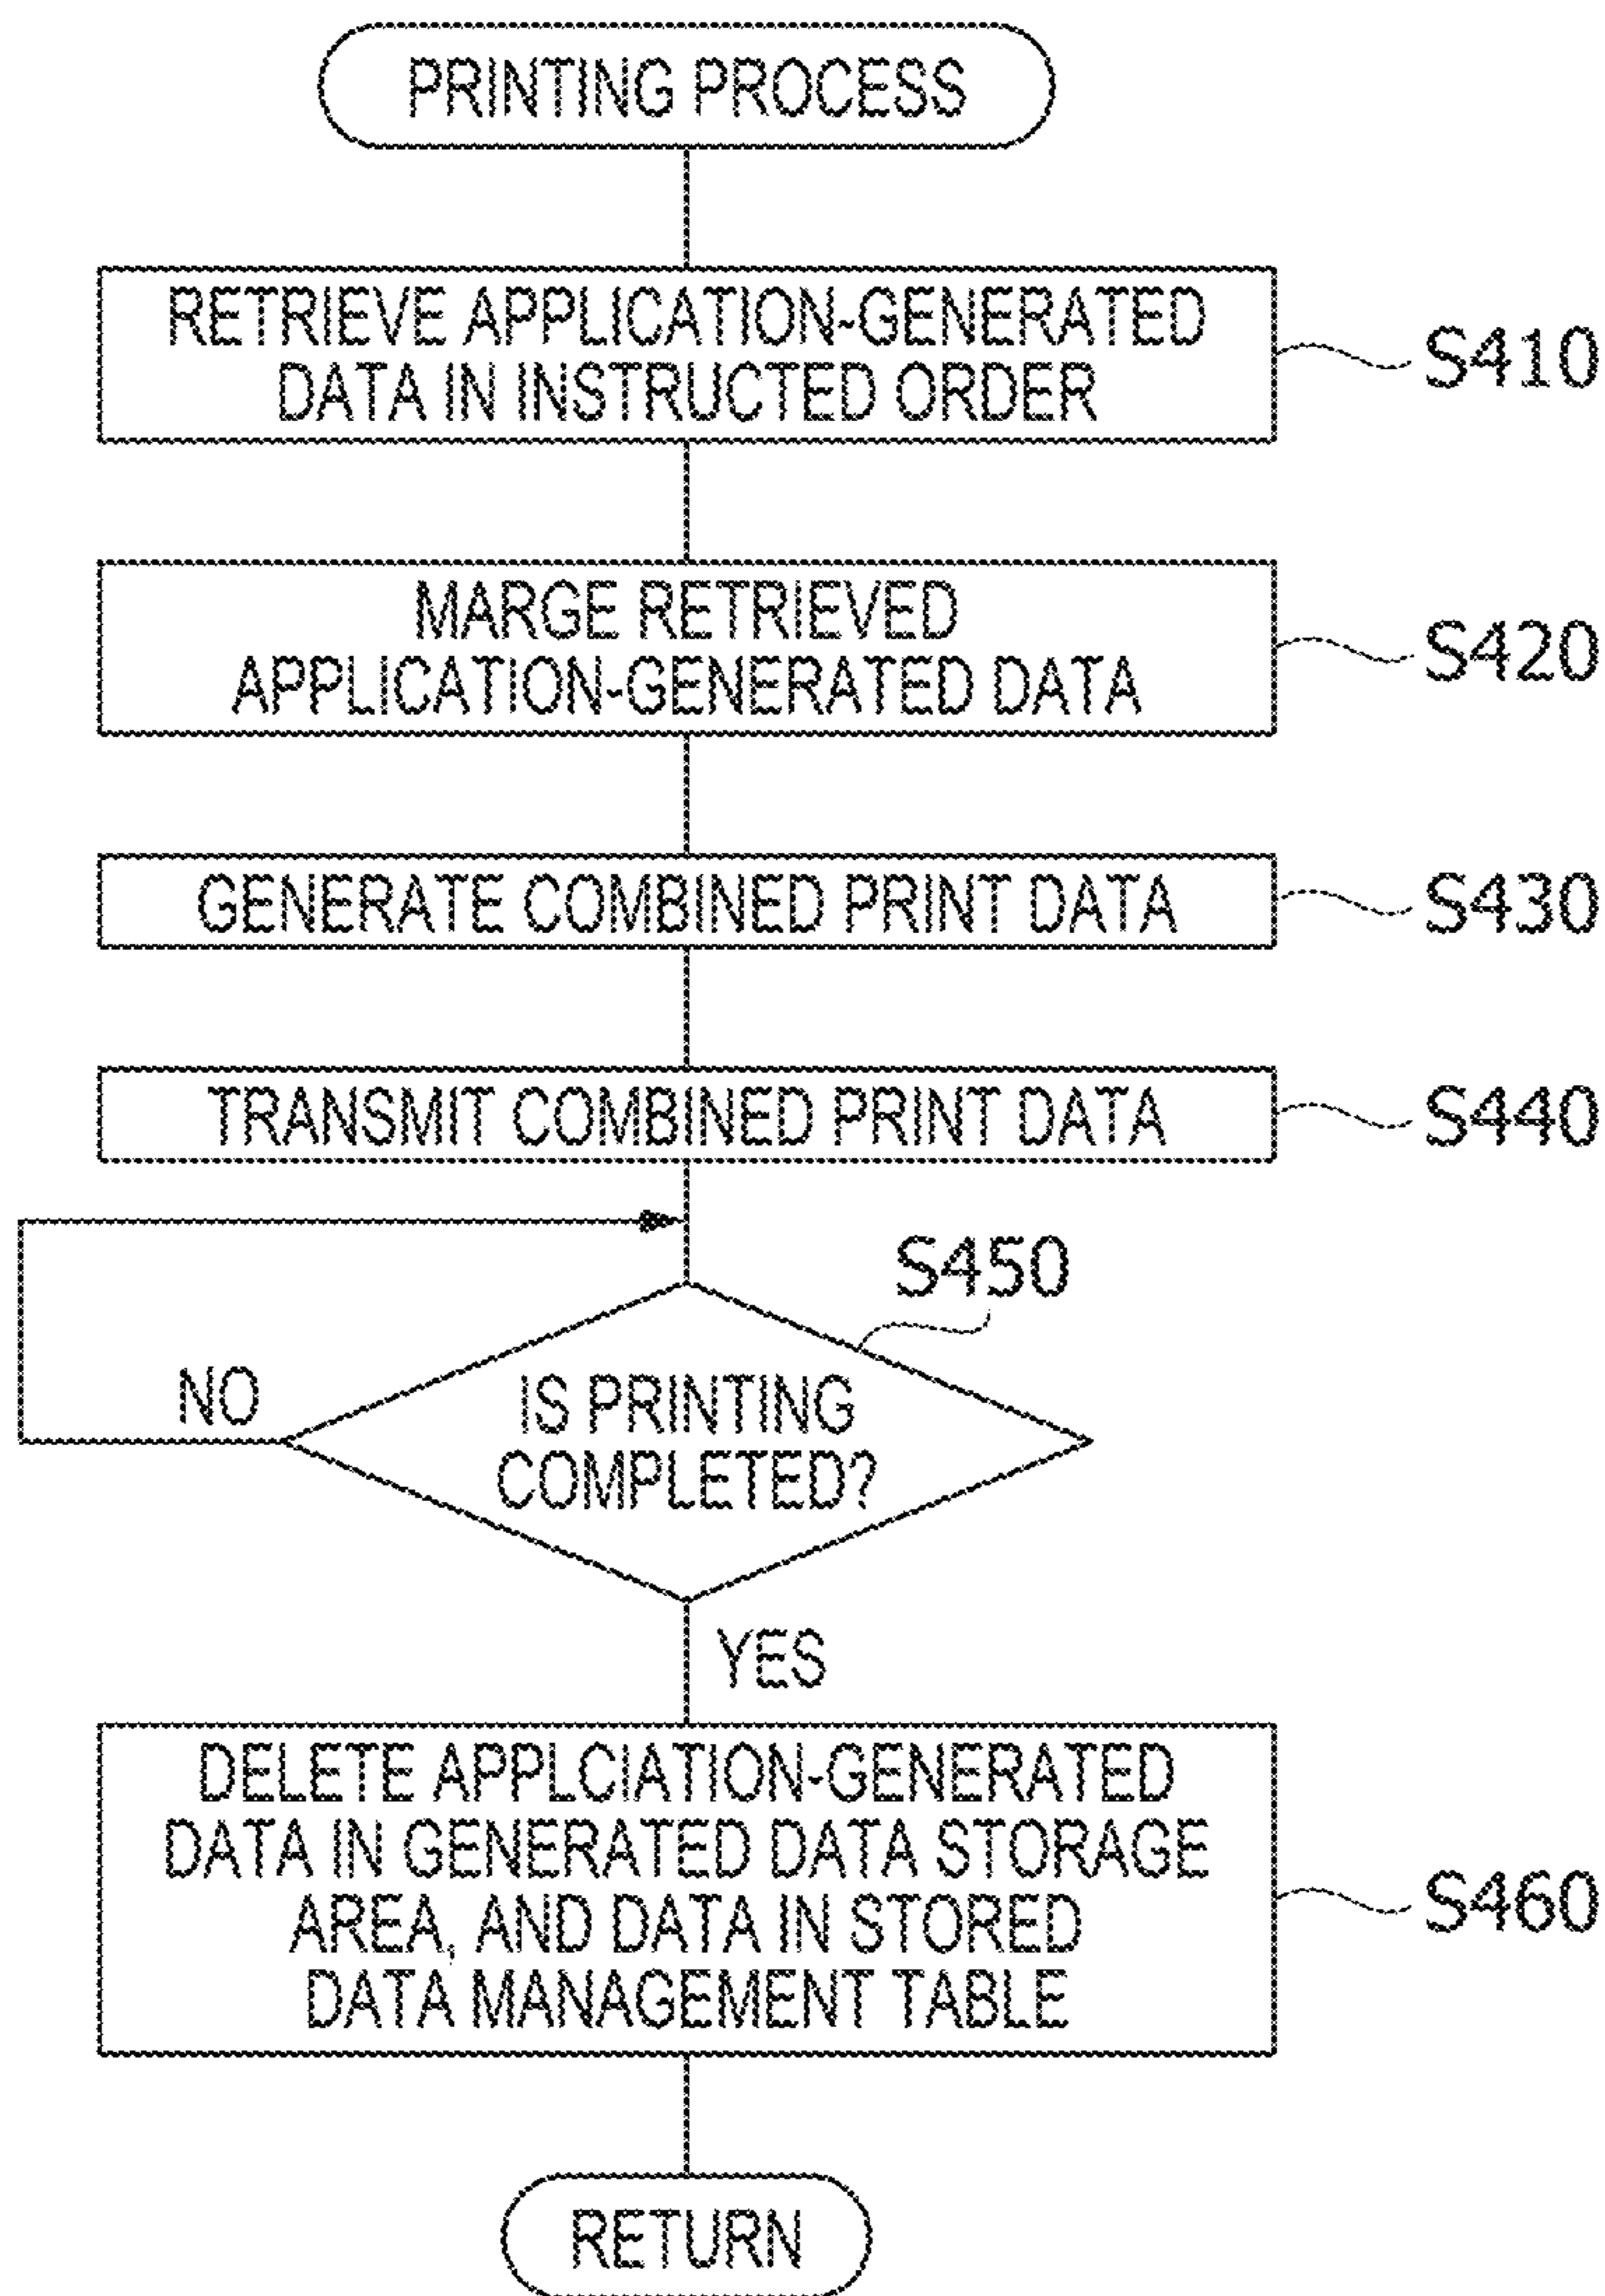 PRINTING PROCESS
RETRIEVE APPLICATION-GENERATED
DATA IN INSTRUCTED ORDER
S410
MARGE RETRIEVED
APPLICATION-GENERATED DATA
S420
GENERATE COMBINED PRINT DATA
S430
TRANSMIT COMBINED PRINT DATA
S440
S450
NO
IS PRINTING
COMPLETED?
YES
DELETE APPLCIATION-GENERATED
DATA IN GENERATED DATA STORAGE
AREA, AND DATA IN STORED
DATA MANAGEMENT TABLE
S460
RETURN